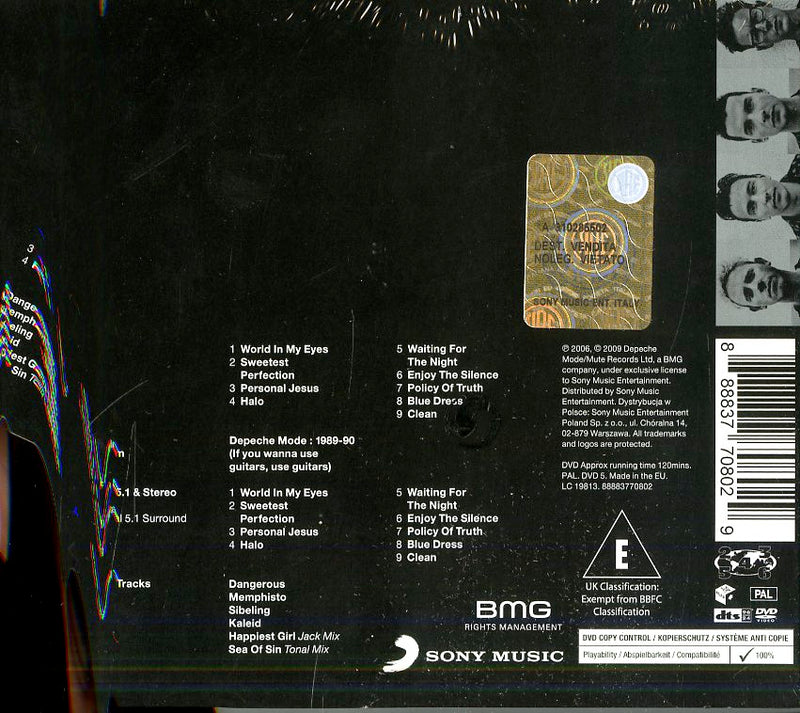 3
4
Dange
emph
eling
id
iest G
Sin T
n
5.1 & Stereo
l 5.1 Surround
Tracks
1 World In My Eyes
2 Sweetest
Perfection
3 Personal Jesus
4 Halo
5 Waiting For
The Night
6 Enjoy The Silence
7 Policy Of Truth
8 Blue Dress
9 Clean
Depeche Mode : 1989-90
(If you wanna use
guitars, use guitars)
1 World In My Eyes
2 Sweetest
Perfection
3 Personal Jesus
4 Halo
5 Waiting For
The Night
6 Enjoy The Silence
7 Policy Of Truth
8 Blue Dress
9 Clean
Dangerous
Memphisto
Sibeling
Kaleid
Happiest Girl Jack Mix
Sea Of Sin Tonal Mix
A 310285502
DEST. VENDITA
NOLEG. VIETATO
SONY MUSIC ENT. ITALY
℗ 2006, © 2009 Depeche
Mode/Mute Records Ltd, a BMG
company, under exclusive license
to Sony Music Entertainment.
Distributed by Sony Music
Entertainment. Dystrybucja w
Polsce: Sony Music Entertainment
Poland Sp. z o.o., ul. Chóralna 14,
02-879 Warszawa. All trademarks
and logos are protected.
DVD Approx running time 120mins.
PAL. DVD 5. Made in the EU.
LC 19813. 88883770802
E
UK Classification:
Exempt from BBFC
Classification
BMG
RIGHTS MANAGEMENT
SONY MUSIC
8 88837 70802 9
PAL
dts
DVD
VIDEO
DVD COPY CONTROL / KOPIERSCHUTZ / SYSTÈME ANTI COPIE
Playability / Abspielbarkeit / Compatibilité
100%